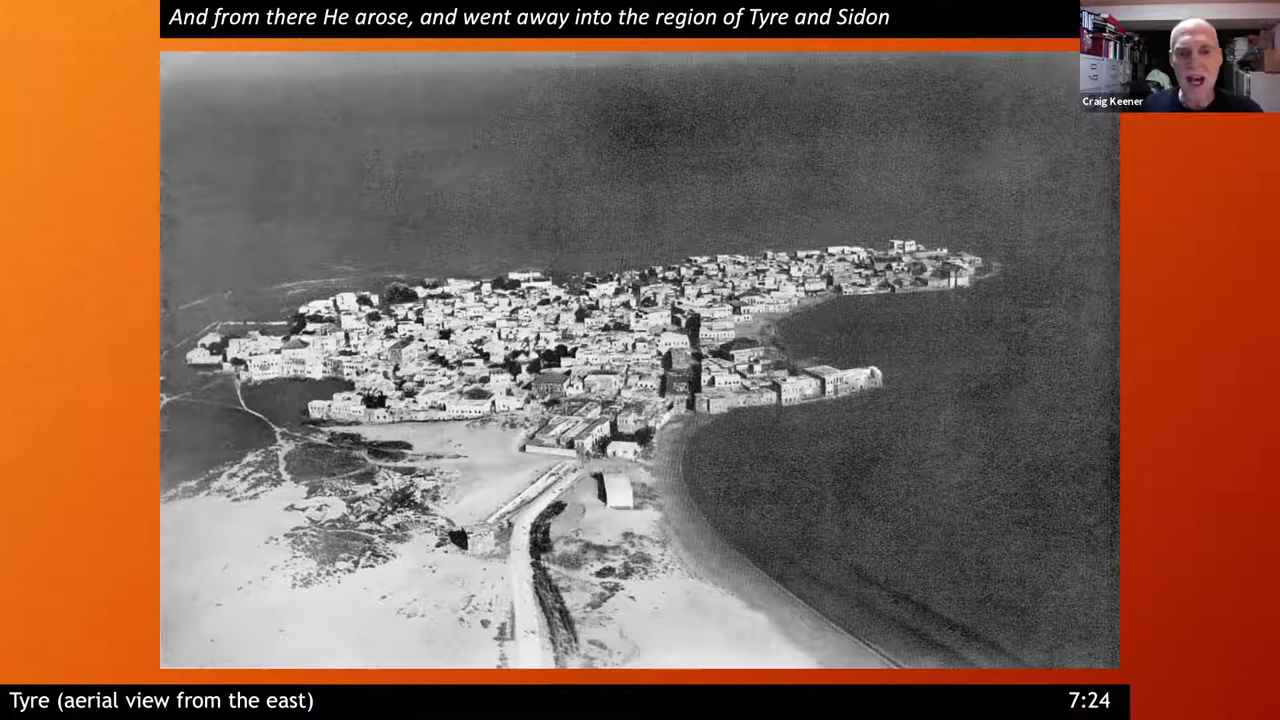 And from there He arose, and went away into the region of Tyre and Sidon
Craig Keener
Tyre (aerial view from the east)
7:24